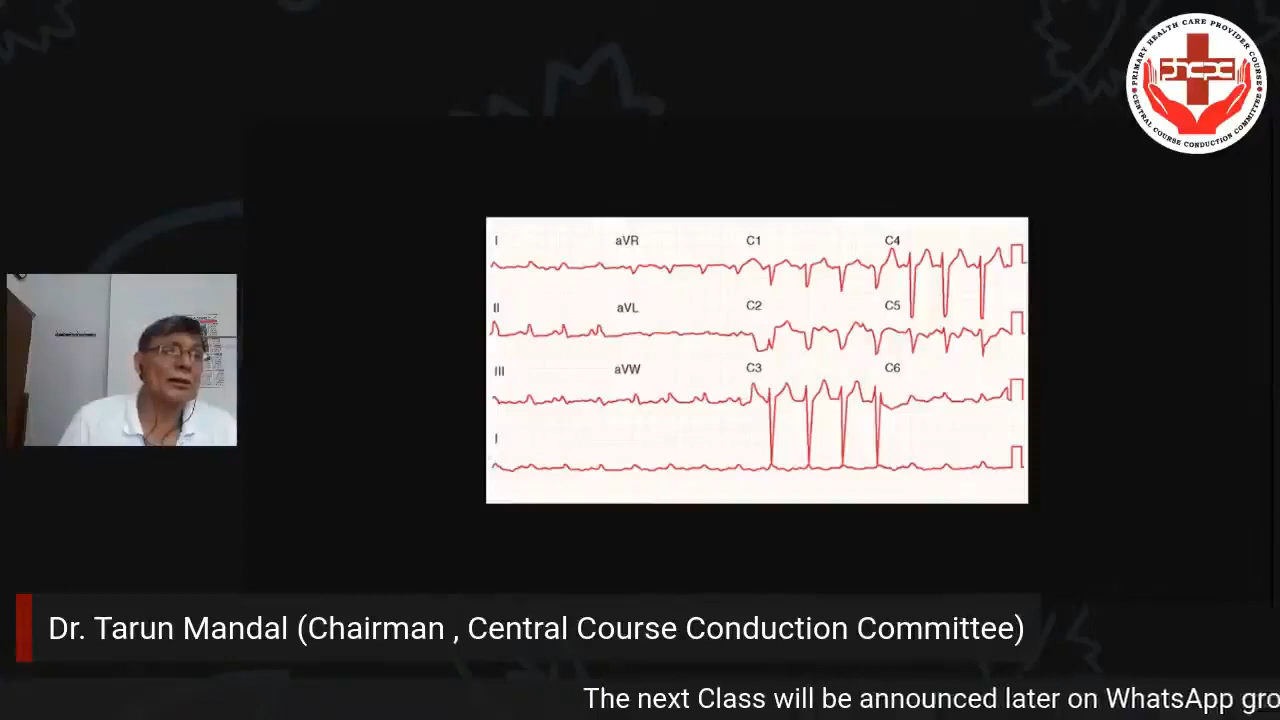 PRIMARY HEALTH CARE PROVIDER COURSE
phcpc
CENTRAL COURSE CONDUCTION COMMITTEE
I aVR C1 C4
II aVL C2 C5
III aVW C3 C6
I
Dr. Tarun Mandal (Chairman , Central Course Conduction Committee)
The next Class will be announced later on WhatsApp gro